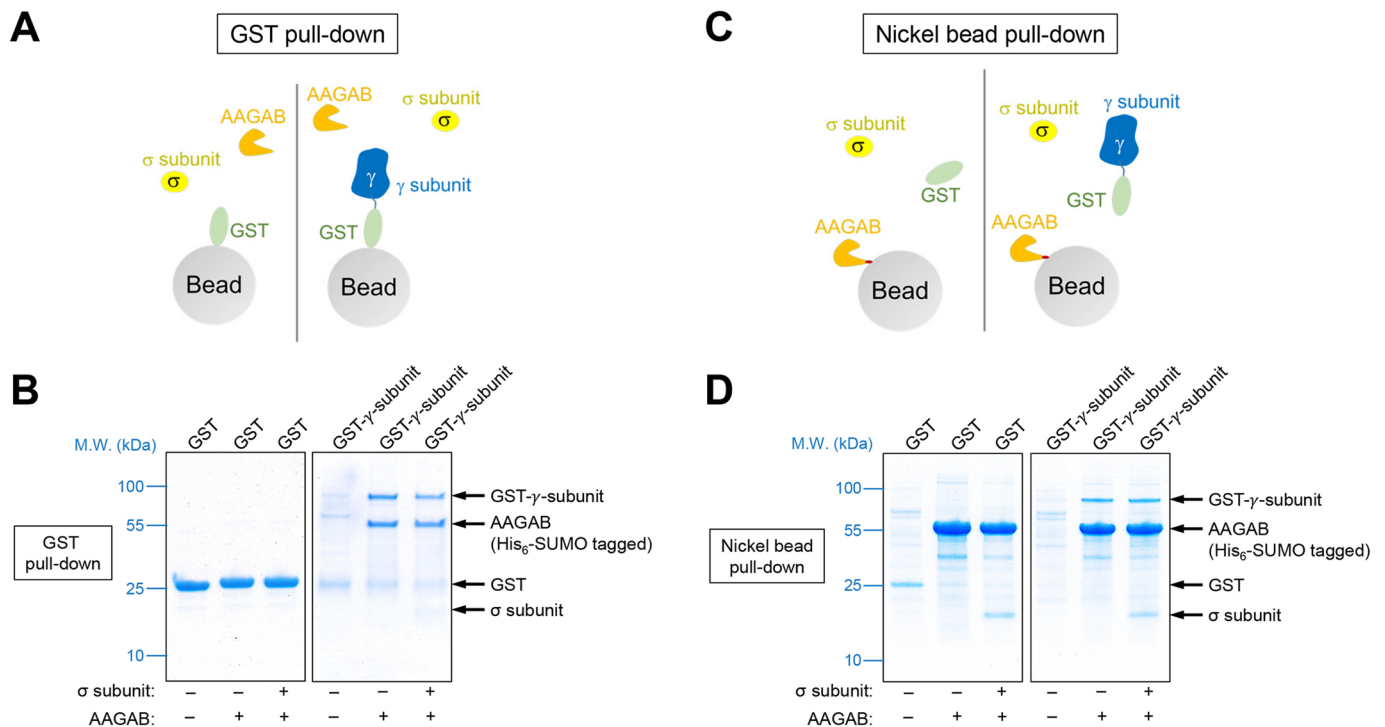 A
GST pull-down
AAGAB
σ subunit
σ
GST
Bead
AAGAB
σ subunit
σ
γ
γ subunit
GST
Bead
C
Nickel bead pull-down
σ subunit
σ
GST
AAGAB
Bead
σ subunit
σ
γ subunit
γ
GST
AAGAB
Bead
B
GST
GST
GST
GST-γ-subunit
GST-γ-subunit
GST-γ-subunit
M.W. (kDa)
100
55
25
10
GST
pull-down
GST-γ-subunit
AAGAB
(His₆-SUMO tagged)
GST
σ subunit
σ subunit: – – + – – +
AAGAB: – + + – + +
D
GST
GST
GST
GST-γ-subunit
GST-γ-subunit
GST-γ-subunit
M.W. (kDa)
100
55
25
10
Nickel bead
pull-down
GST-γ-subunit
AAGAB
(His₆-SUMO tagged)
GST
σ subunit
σ subunit: – – + – – +
AAGAB: – + + – + +